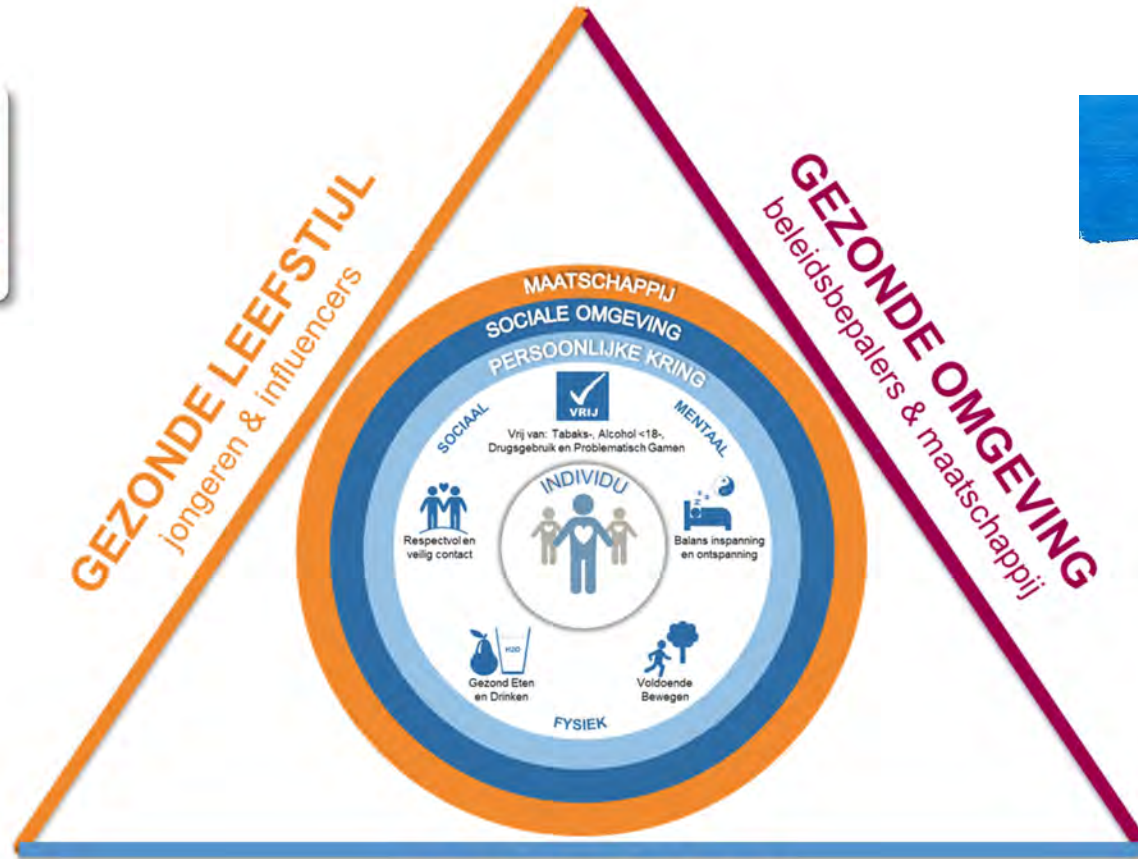 GEZONDE LEEFSTIJL
jongeren & influencers
GEZONDE OMGEVING
beleidsbepalers & maatschappij
MAATSCHAPPIJ
SOCIALE OMGEVING
PERSOONLIJKE KRING
SOCIAAL
VRIJ
MENTAAL
Vrij van: Tabaks-, Alcohol <18-,
Drugsgebruik en Problematisch Gamen
INDIVIDU
Respectvol en
veilig contact
Balans inspanning
en ontspanning
H2O
Gezond Eten
en Drinken
Voldoende
Bewegen
FYSIEK